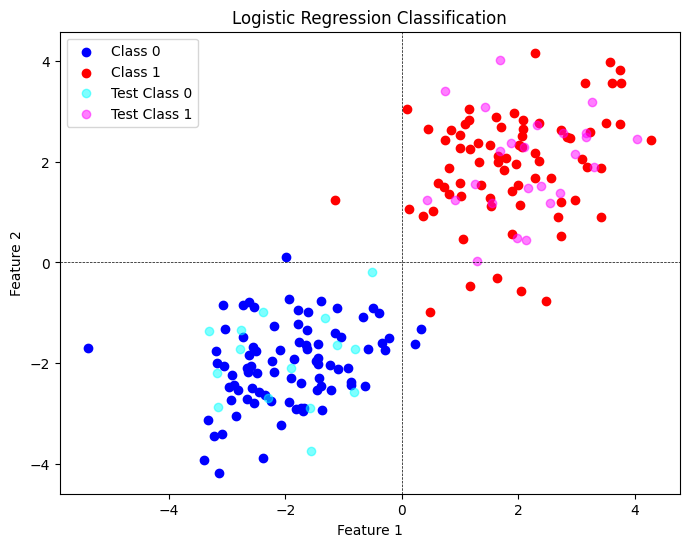 Logistic Regression Classification
Class 0
Class 1
Test Class 0
Test Class 1
4
2
0
−2
−4
Feature 2
−4
−2
0
2
4
Feature 1